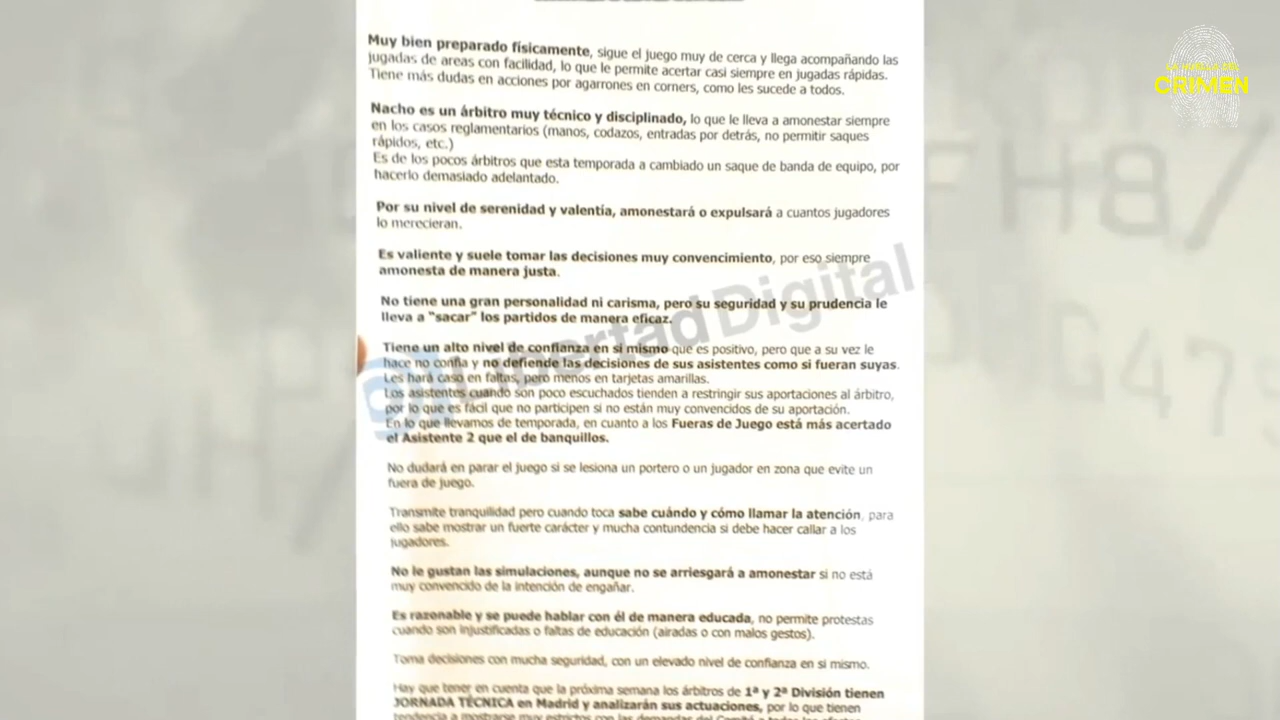 LA HUELLA DEL
CRIMEN
Muy bien preparado físicamente, sigue el juego muy de cerca y llega acompañando las
jugadas de areas con facilidad, lo que le permite acertar casi siempre en jugadas rápidas.
Tiene más dudas en acciones por agarrones en corners, como les sucede a todos.
Nacho es un árbitro muy técnico y disciplinado, lo que le lleva a amonestar siempre
en los casos reglamentarios (manos, codazos, entradas por detrás, no permitir saques
rápidos, etc.)
Es de los pocos árbitros que esta temporada a cambiado un saque de banda de equipo, por
hacerlo demasiado adelantado.
Por su nivel de serenidad y valentía, amonestará o expulsará a cuantos jugadores
lo merecieran.
Es valiente y suele tomar las decisiones muy convencimiento, por eso siempre
amonesta de manera justa.
No tiene una gran personalidad ni carisma, pero su seguridad y su prudencia le
lleva a "sacar" los partidos de manera eficaz.
Tiene un alto nivel de confianza en si mismo que es positivo, pero que a su vez le
hace no confia y no defiende las decisiones de sus asistentes como si fueran suyas.
Les hará caso en faltas, pero menos en tarjetas amarillas.
Los asistentes cuando son poco escuchados tienden a restringir sus aportaciones al árbitro,
por lo que es fácil que no participen si no están muy convencidos de su aportación.
En lo que llevamos de temporada, en cuanto a los Fueras de Juego está más acertado
el Asistente 2 que el de banquillos.
No dudará en parar el juego si se lesiona un portero o un jugador en zona que evite un
fuera de juego.
Transmite tranquilidad pero cuando toca sabe cuándo y cómo llamar la atención, para
ello sabe mostrar un fuerte carácter y mucha contundencia si debe hacer callar a los
jugadores.
No le gustan las simulaciones, aunque no se arriesgará a amonestar si no está
muy convencido de la intención de engañar.
Es razonable y se puede hablar con él de manera educada, no permite protestas
cuando son injustificadas o faltas de educación (airadas o con malos gestos).
Toma decisiones con mucha seguridad, con un elevado nivel de confianza en si mismo.
Hay que tener en cuenta que la próxima semana los árbitros de 1ª y 2ª División tienen
JORNADA TÉCNICA en Madrid y analizarán sus actuaciones, por lo que tienen
tendencia a mostrarse muy estrictos con las demandas del Comité a todos los efectos
Libertad Digital